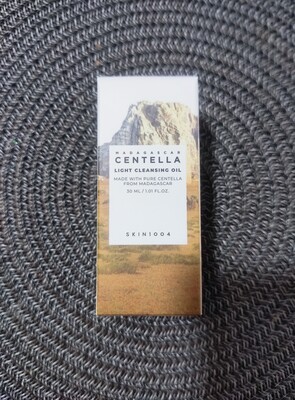 MADAGASCAR
CENTELLA
LIGHT CLEANSING OIL
MADE WITH PURE CENTELLA
FROM MADAGASCAR
30 ML / 1.01 FL.OZ.
SKIN1004